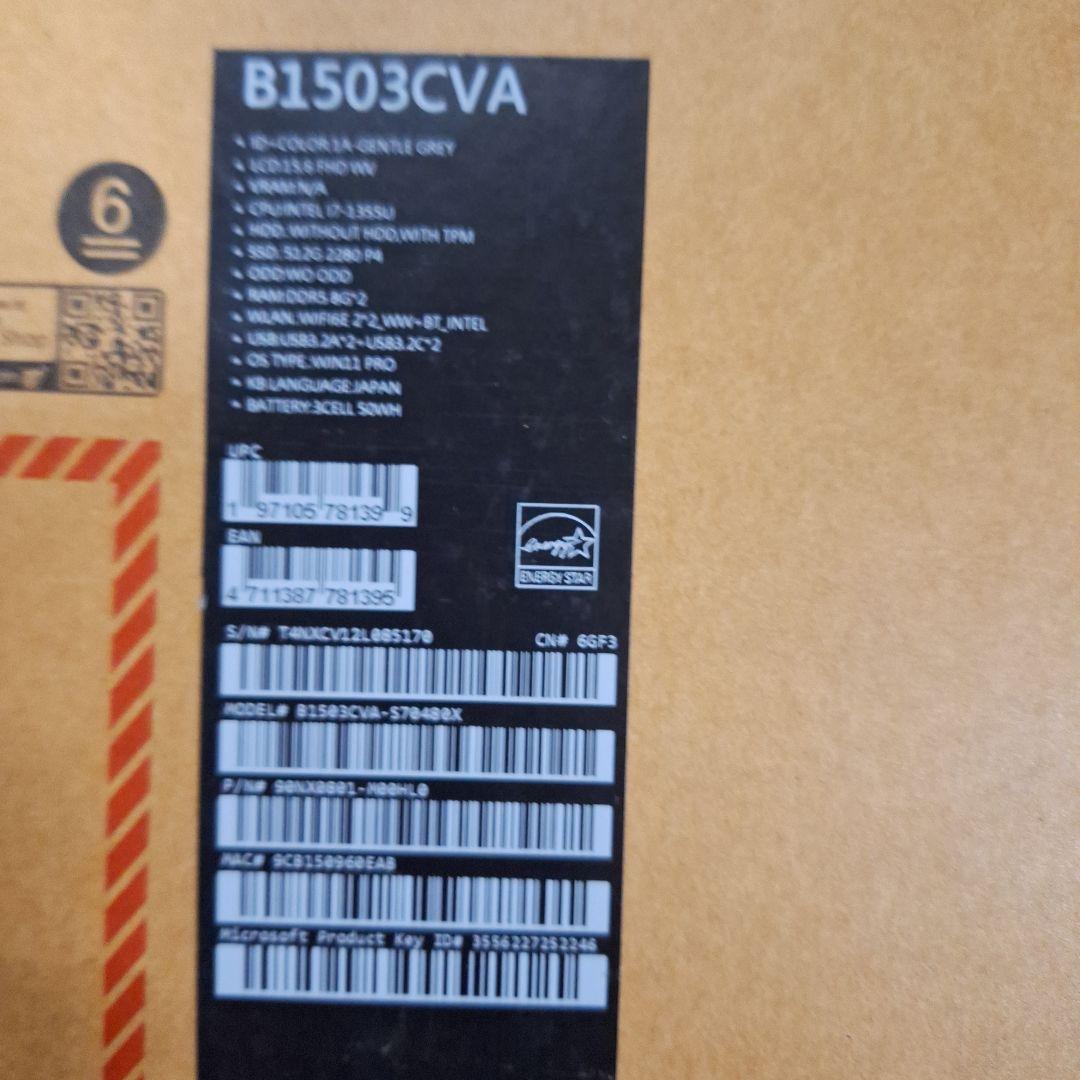 B1503CVA
ID-COLOR:1A-GENTLE GREY
LCD:15.6 FHD WV
VRAM:N/A
CPU:INTEL I7-1355U
HDD: WITHOUT HDD,WITH TPM
SSD: 512G 2280 P4
ODD:WO ODD
RAM:DDR5 8G*2
WLAN: WIFI6E 2*2_WW+BT_INTEL
USB:USB3.2A*2+USB3.2C*2
OS TYPE:WIN11 PRO
KB LANGUAGE:JAPAN
BATTERY:3CELL 50WH
6
UPC
1 97105 78139 9
EAN
4 711387 781395
energy
ENERGY STAR
S/N# T4NXCV12L085170 CN# 6GF3
MODEL# B1503CVA-S70480X
P/N# 90NX0801-M00HL0
MAC# 9CB150960EAB
Microsoft Product Key ID# 3556227252246